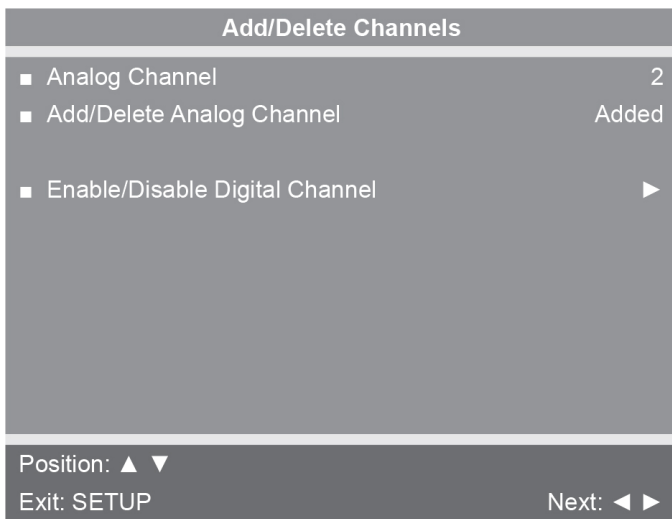 Add/Delete Channels
■ Analog Channel 2
■ Add/Delete Analog Channel Added
■ Enable/Disable Digital Channel ►
Position: ▲ ▼
Exit: SETUP Next: ◄ ►